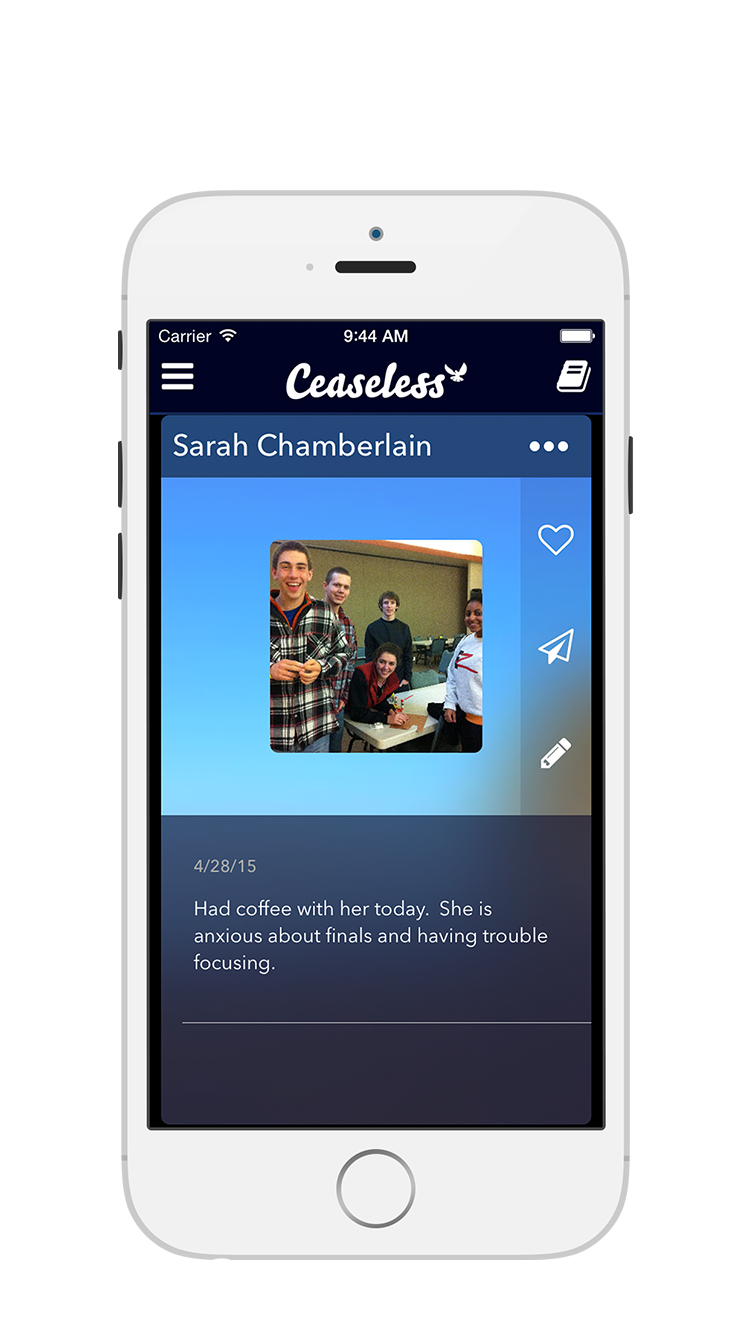 Carrier 9:44 AM
Ceaseless
Sarah Chamberlain
4/28/15
Had coffee with her today.  She is
anxious about finals and having trouble
focusing.